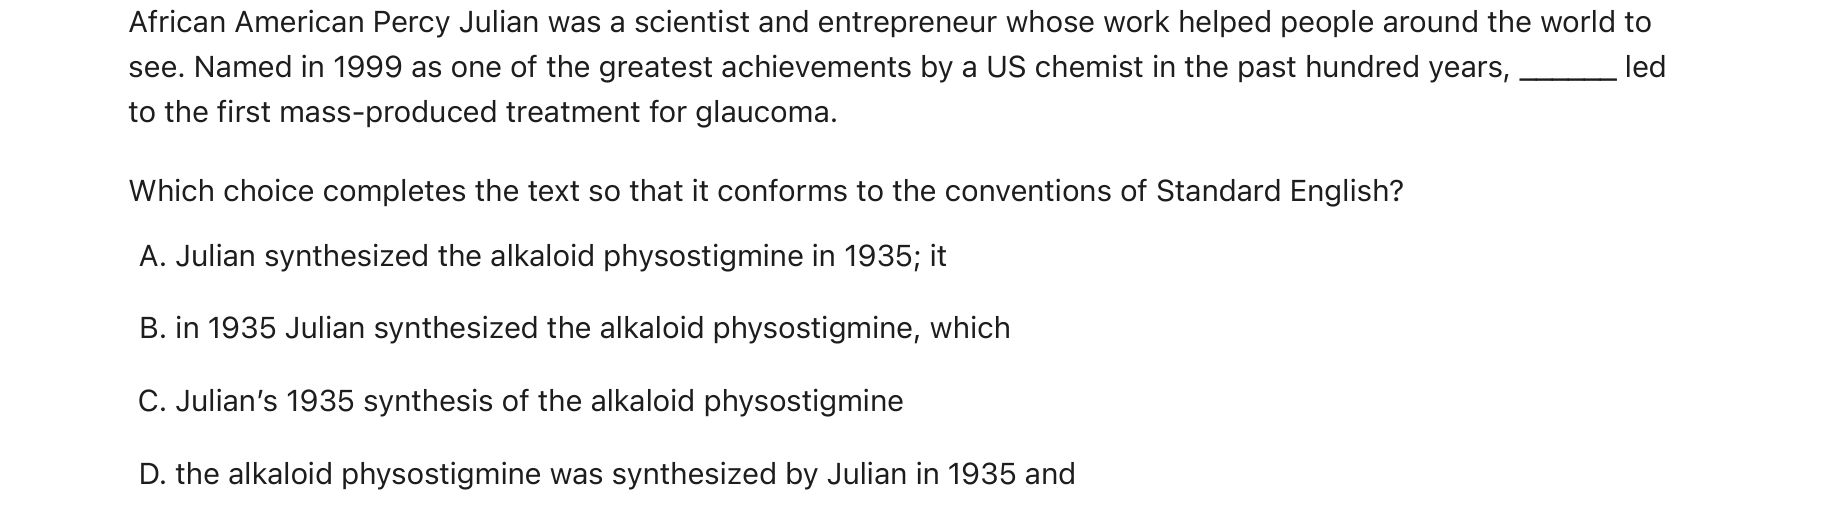 African American Percy Julian was a scientist and entrepreneur whose work helped people around the world to
see. Named in 1999 as one of the greatest achievements by a US chemist in the past hundred years, ______ led
to the first mass-produced treatment for glaucoma.
Which choice completes the text so that it conforms to the conventions of Standard English?
A. Julian synthesized the alkaloid physostigmine in 1935; it
B. in 1935 Julian synthesized the alkaloid physostigmine, which
C. Julian’s 1935 synthesis of the alkaloid physostigmine
D. the alkaloid physostigmine was synthesized by Julian in 1935 and